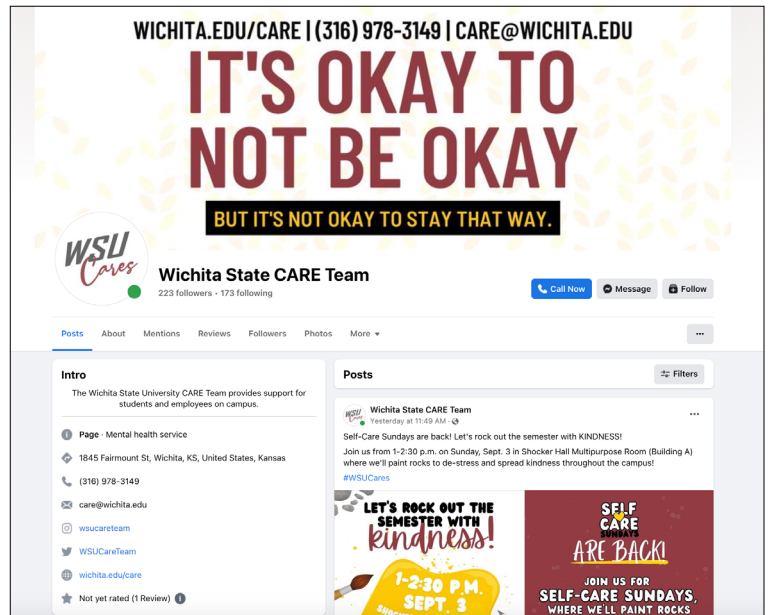 WICHITA.EDU/CARE | (316) 978-3149 | CARE@WICHITA.EDU
IT'S OKAY TO
NOT BE OKAY
BUT IT'S NOT OKAY TO STAY THAT WAY.
WSU
Cares
Wichita State CARE Team
223 followers • 173 following
Call Now
Message
Follow
Posts
About
Mentions
Reviews
Followers
Photos
More
Intro
The Wichita State University CARE Team provides support for
students and employees on campus.
Page · Mental health service
1845 Fairmount St, Wichita, KS, United States, Kansas
(316) 978-3149
care@wichita.edu
wsucareteam
WSUCareTeam
wichita.edu/care
Not yet rated (1 Review)
Posts
Filters
WSU
Cares
Wichita State CARE Team
Yesterday at 11:49 AM ·
Self-Care Sundays are back! Let's rock out the semester with KINDNESS!
Join us from 1-2:30 p.m. on Sunday, Sept. 3 in Shocker Hall Multipurpose Room (Building A)
where we'll paint rocks to de-stress and spread kindness throughout the campus!
#WSUCares
LET'S ROCK OUT THE
SEMESTER WITH
kindness!
1-2:30 P.M.
SEPT. 3
SELF
CARE
SUNDAYS
ARE BACK!
JOIN US FOR
SELF-CARE SUNDAYS,
WHERE WE'LL PAINT ROCKS